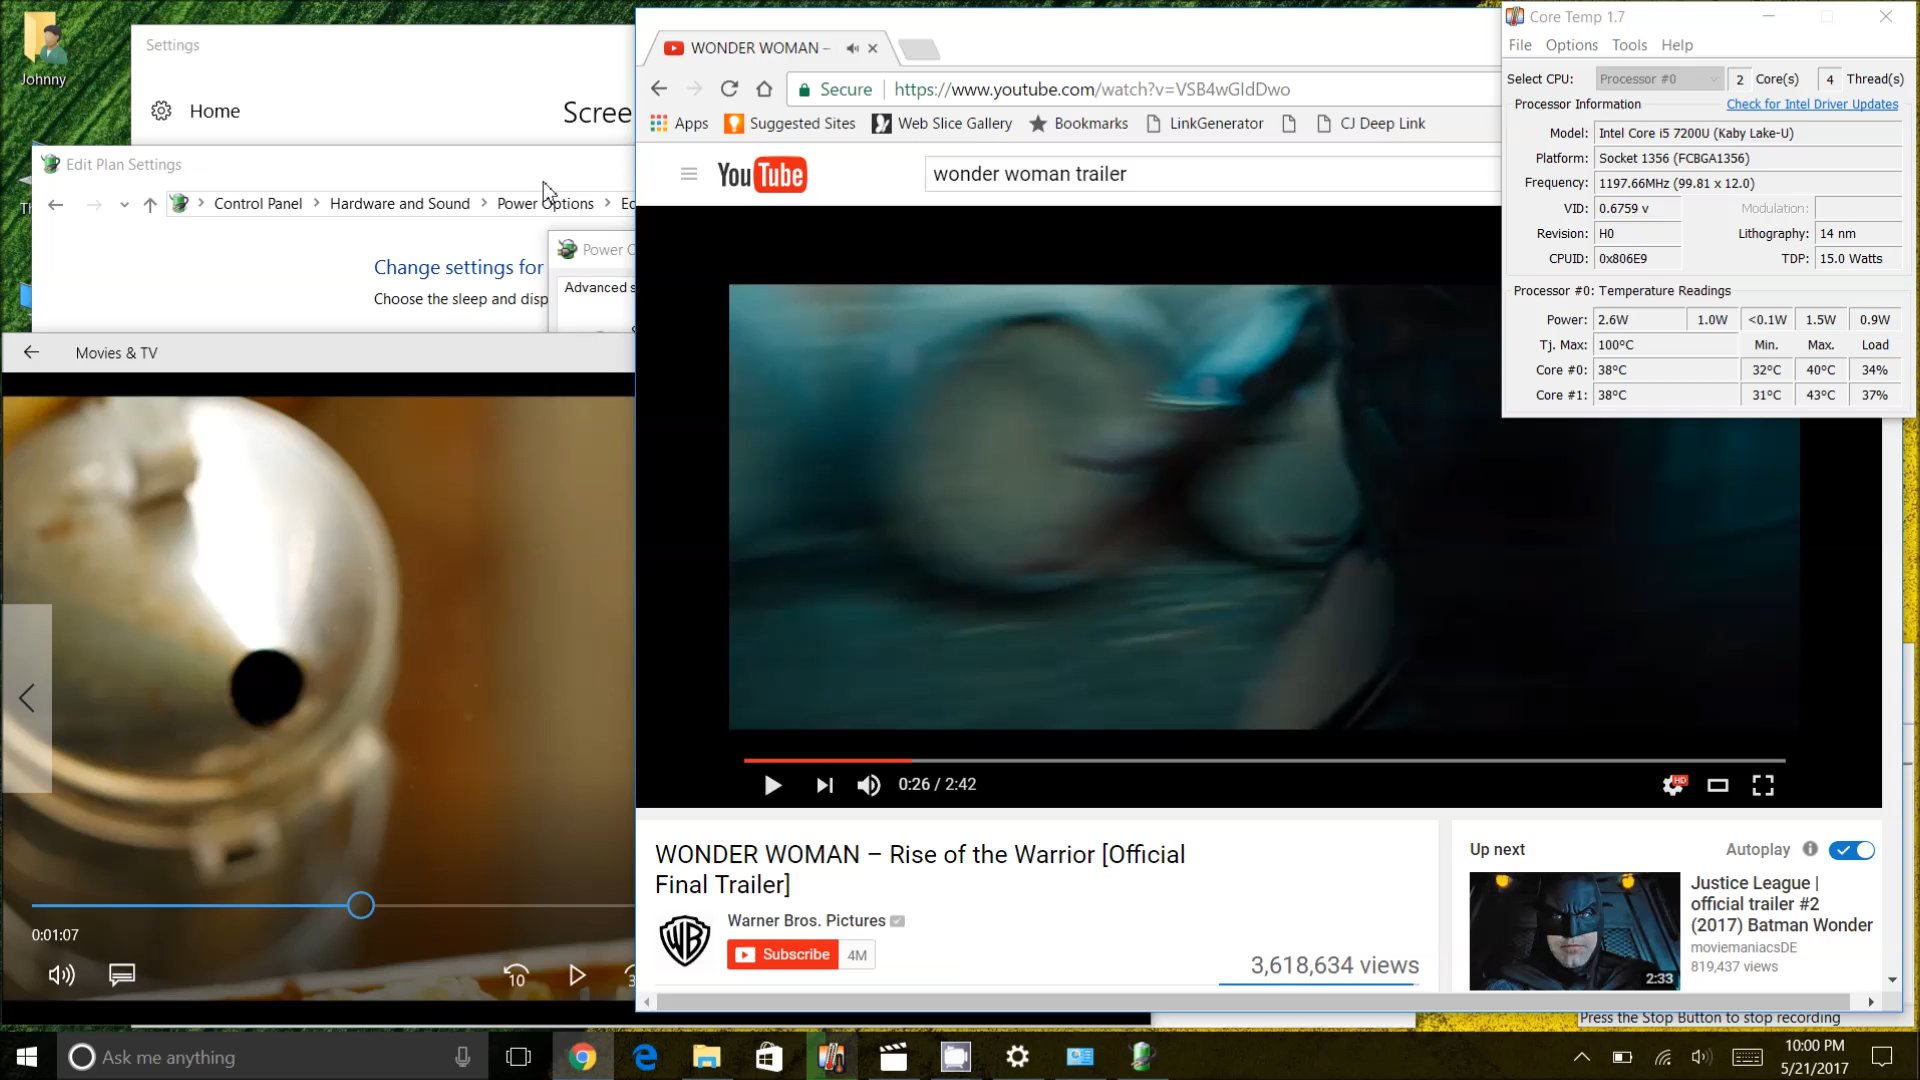 Johnny
Settings
Home
Scree
Edit Plan Settings
Control Panel > Hardware and Sound > Power Options > Ed
Power O
Change settings for
Advanced s
Choose the sleep and disp
Movies & TV
0:01:07
10
3
WONDER WOMAN –
Secure
https://www.youtube.com/watch?v=VSB4wGIdDwo
Apps Suggested Sites Web Slice Gallery Bookmarks LinkGenerator CJ Deep Link
YouTube
wonder woman trailer
0:26 / 2:42
HD
WONDER WOMAN – Rise of the Warrior [Official
Final Trailer]
WB
Warner Bros. Pictures
Subscribe 4M
3,618,634 views
Up next Autoplay
Justice League |
official trailer #2
(2017) Batman Wonder
moviemaniacsDE
819,437 views
2:33
Core Temp 1.7
File Options Tools Help
Select CPU: Processor #0 2 Core(s) 4 Thread(s)
Processor Information Check for Intel Driver Updates
Model: Intel Core i5 7200U (Kaby Lake-U)
Platform: Socket 1356 (FCBGA1356)
Frequency: 1197.66MHz (99.81 x 12.0)
VID: 0.6759 v Modulation:
Revision: H0 Lithography: 14 nm
CPUID: 0x806E9 TDP: 15.0 Watts
Processor #0: Temperature Readings
Power: 2.6W 1.0W <0.1W 1.5W 0.9W
Tj. Max: 100°C Min. Max. Load
Core #0: 38°C 32°C 40°C 34%
Core #1: 38°C 31°C 43°C 37%
Press the Stop Button to stop recording
Ask me anything
10:00 PM
5/21/2017